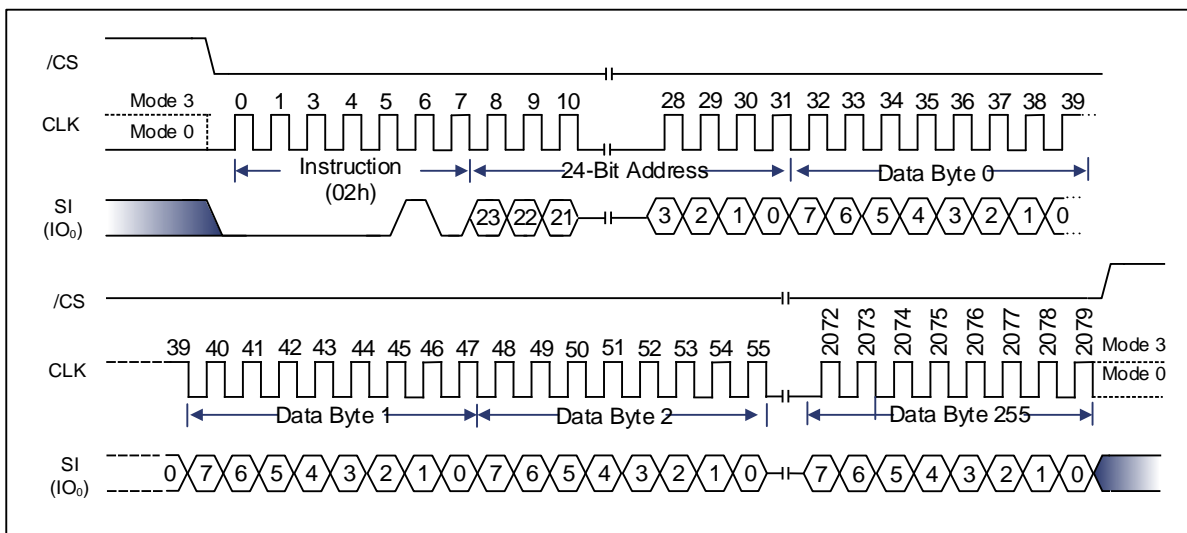 /CS
Mode 3
0 1 3 4 5 6 7 8 9 10 28 29 30 31 32 33 34 35 36 37 38 39
CLK
Mode 0
Instruction
(02h)
24-Bit Address
Data Byte 0
SI
(IO₀)
23 22 21 3 2 1 0 7 6 5 4 3 2 1 0
/CS
39 40 41 42 43 44 45 46 47 48 49 50 51 52 53 54 55 2072 2073 2074 2075 2076 2077 2078 2079
Mode 3
CLK
Mode 0
Data Byte 1
Data Byte 2
Data Byte 255
SI
(IO₀)
0 7 6 5 4 3 2 1 0 7 6 5 4 3 2 1 0 7 6 5 4 3 2 1 0